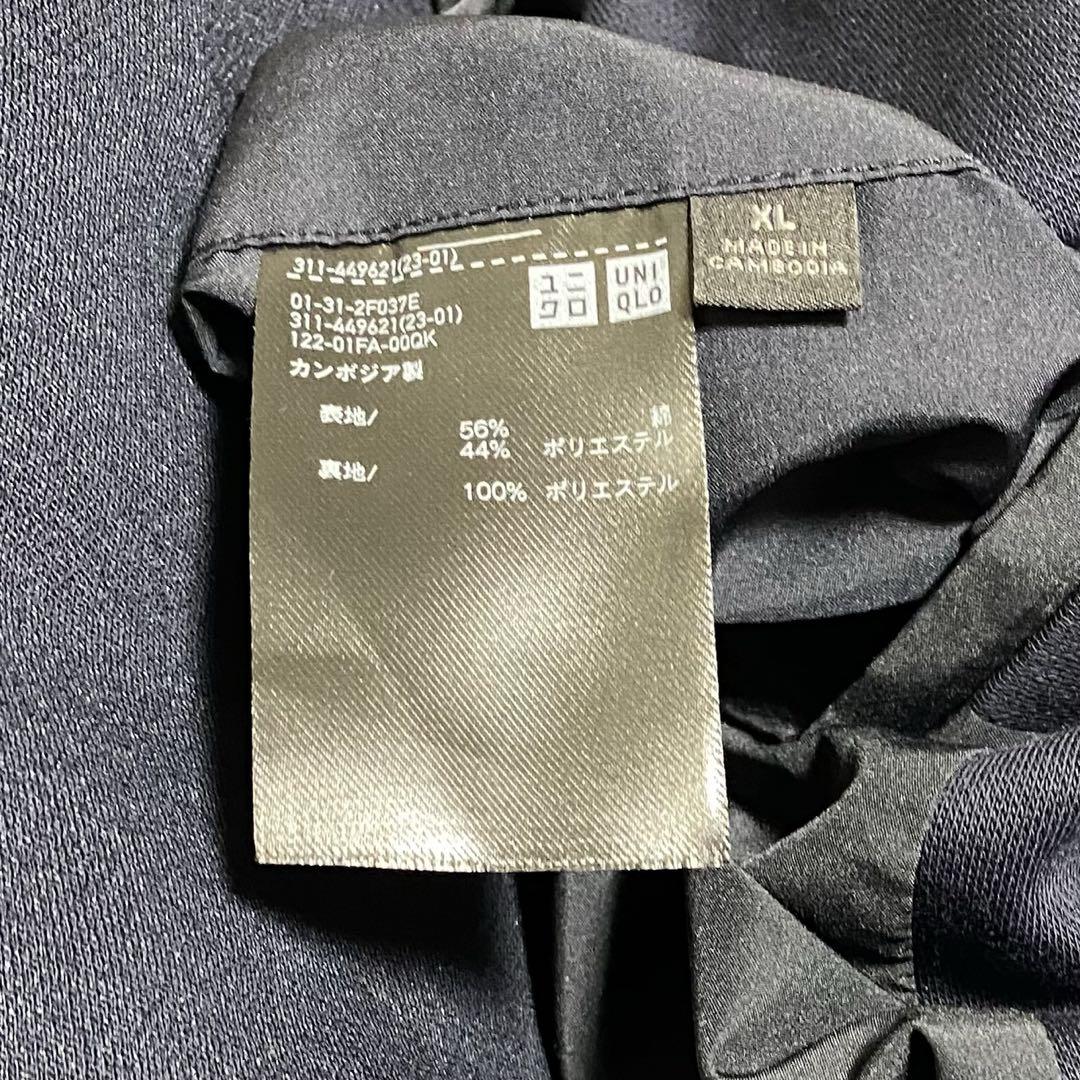 311-449621(23-01)
ユニ
クロ
UNI
QLO
XL
MADE IN
CAMBODIA
01-31-2F037E
311-449621(23-01)
122-01FA-00QK
カンボジア製
表地/
56% 綿
44% ポリエステル
裏地/
100% ポリエステル